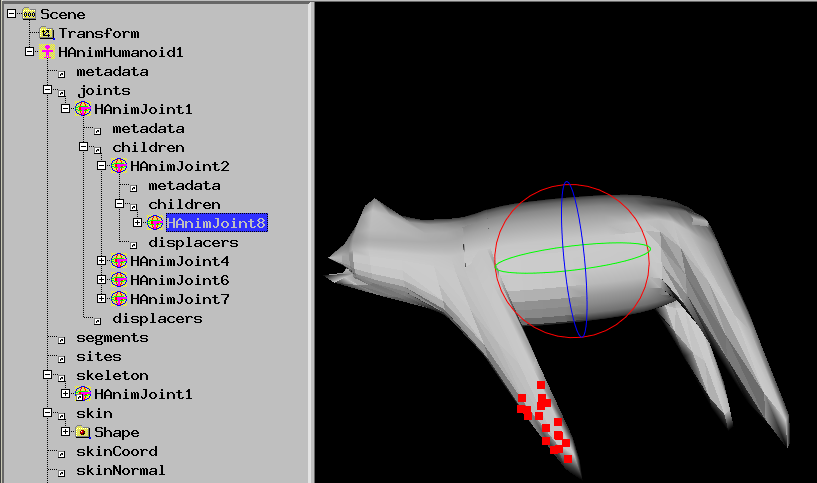 Scene
Transform
HAnimHumanoid1
metadata
joints
HAnimJoint1
metadata
children
HAnimJoint2
metadata
children
HAnimJoint8
displacers
HAnimJoint4
HAnimJoint6
HAnimJoint7
displacers
segments
sites
skeleton
HAnimJoint1
skin
Shape
skinCoord
skinNormal